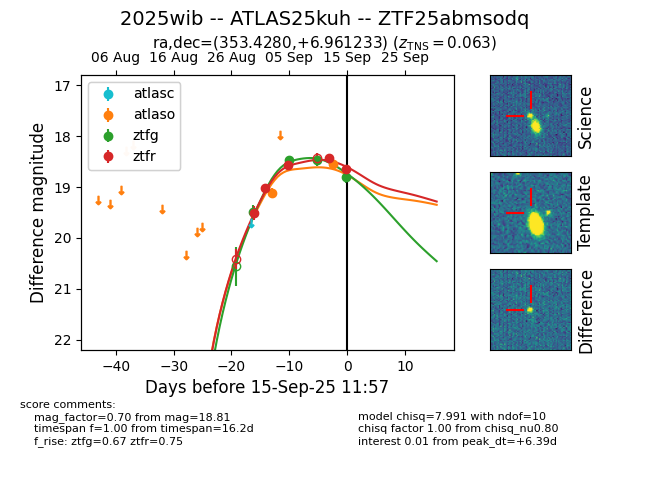 2025wib -- ATLAS25kuh -- ZTF25abmsodq
ra,dec=(353.4280,+6.961233) (zTNS = 0.063)
06 Aug 16 Aug 26 Aug 05 Sep 15 Sep 25 Sep
atlasc
atlaso
ztfg
ztfr
17
18
19
20
21
22
Difference magnitude
−40 −30 −20 −10 0 10
Days before 15-Sep-25 11:57
Science
Template
Difference
score comments:
mag_factor=0.70 from mag=18.81
timespan f=1.00 from timespan=16.2d
f_rise: ztfg=0.67 ztfr=0.75
model chisq=7.991 with ndof=10
chisq factor 1.00 from chisq_nu0.80
interest 0.01 from peak_dt=+6.39d